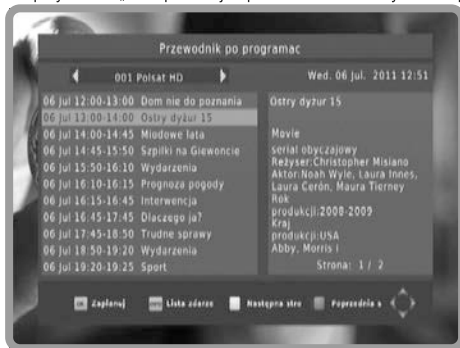 Przewodnik po programac
001 Polsat HD
Wed. 06 Jul. 2011 12:51
06 Jul 12:00-13:00 Dom nie do poznania
06 Jul 13:00-14:00 Ostry dyżur 15
06 Jul 14:00-14:45 Miodowe lata
06 Jul 14:45-15:50 Szpilki na Giewoncie
06 Jul 15:50-16:10 Wydarzenia
06 Jul 16:10-16:15 Prognoza pogody
06 Jul 16:15-16:45 Interwencja
06 Jul 16:45-17:45 Dlaczego ja?
06 Jul 17:45-18:50 Trudne sprawy
06 Jul 18:50-19:20 Wydarzenia
06 Jul 19:20-19:25 Sport
Ostry dyżur 15
Movie
serial obyczajowy
Reżyser:Christopher Misiano
Aktor:Noah Wyle, Laura Innes,
Laura Cerón, Maura Tierney
Rok
produkcji:2008-2009
Kraj
produkcji:USA
Abby, Morris i
Strona: 1 / 2
OK Zaplanuj Lista zdarze Następna stro Poprzednia s